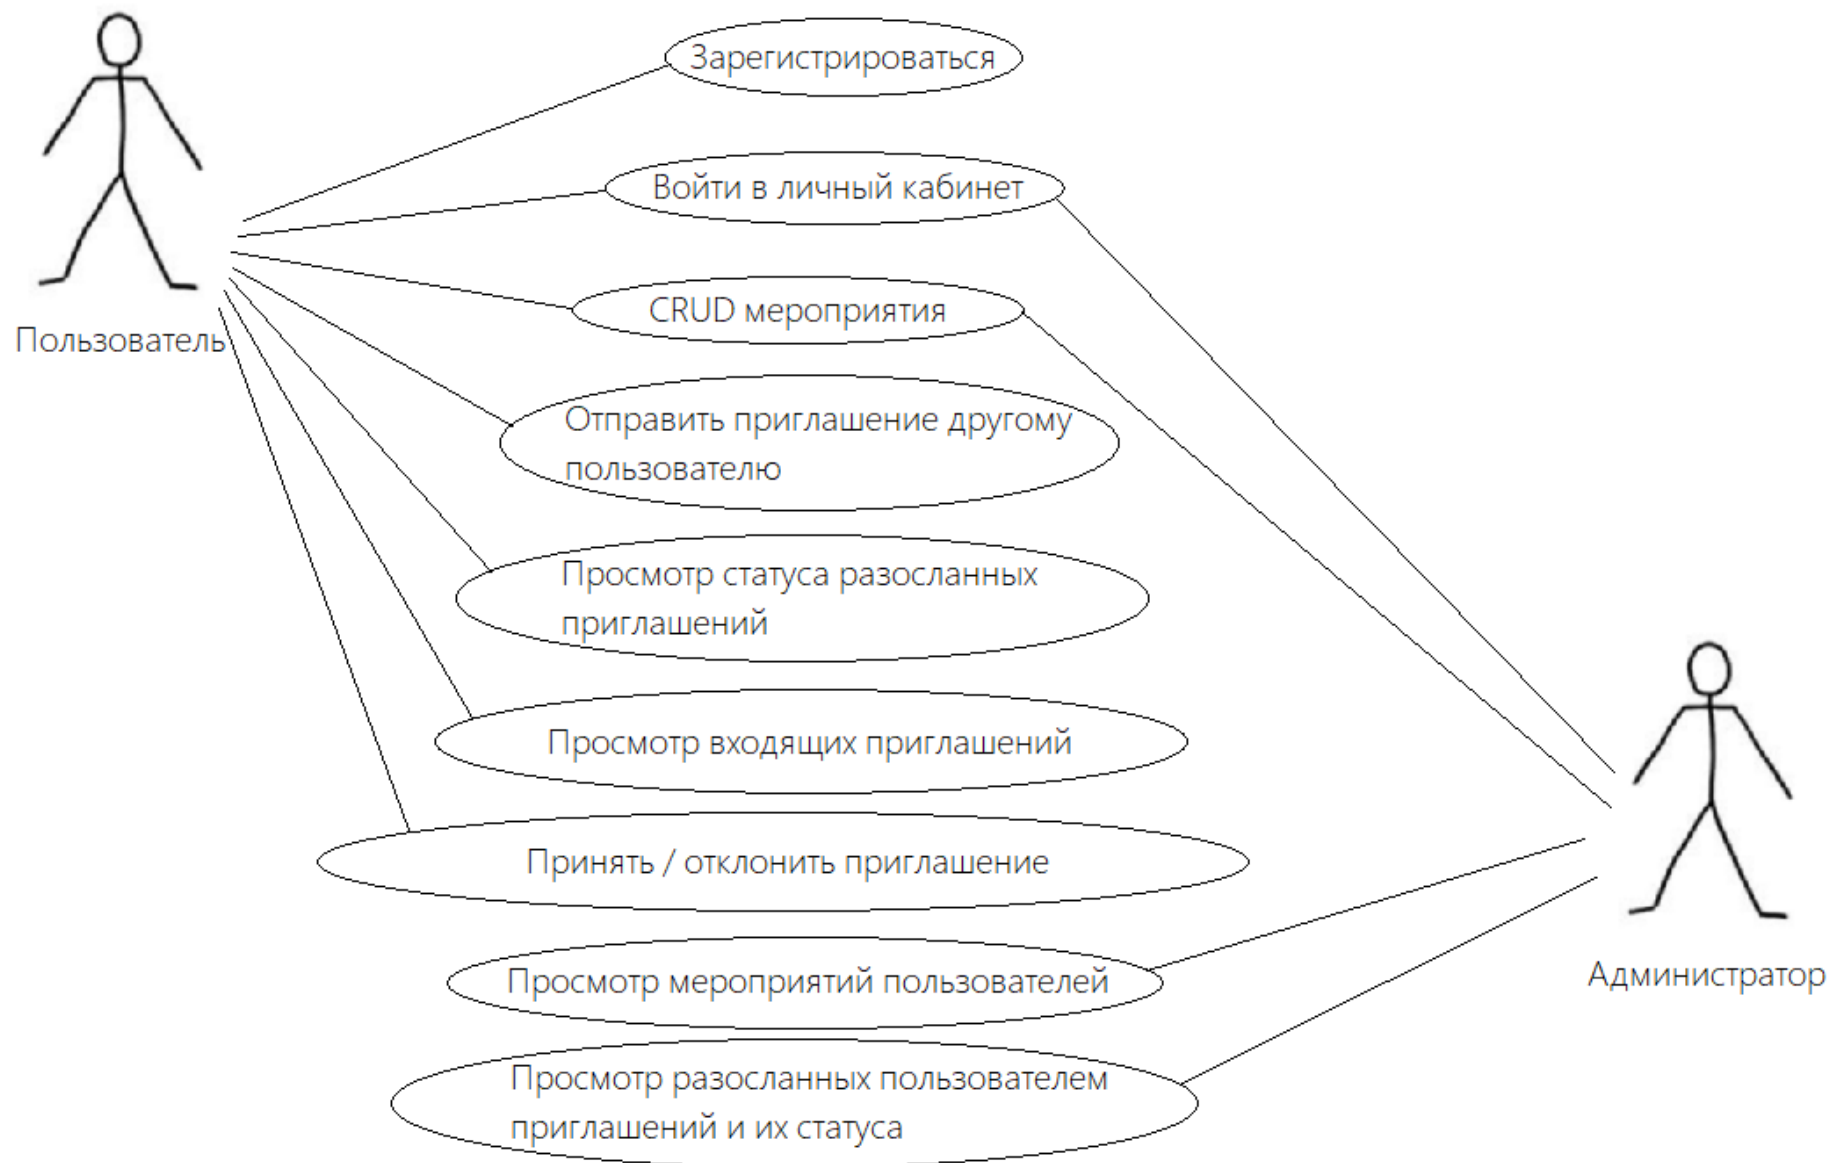 Зарегистрироваться
Войти в личный кабинет
CRUD мероприятия
Пользователь
Отправить приглашение другому
пользователю
Просмотр статуса разосланных
приглашений
Просмотр входящих приглашений
Принять / отклонить приглашение
Просмотр мероприятий пользователей
Администратор
Просмотр разосланных пользователем
приглашений и их статуса